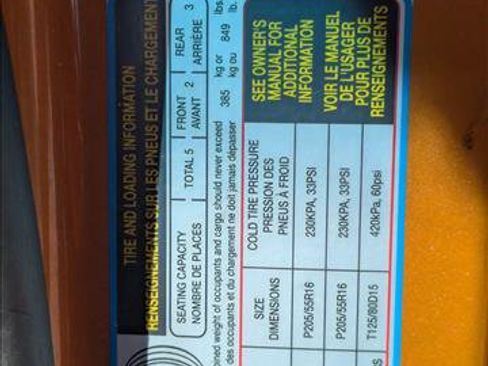 TIRE AND LOADING INFORMATION
RENSEIGNEMENTS SUR LES PNEUS ET LE CHARGEMENT
SEATING CAPACITY
NOMBRE DE PLACES
TOTAL 5
FRONT 2
AVANT
REAR 3
ARRIÈRE
weight of occupants and cargo should never exceed 385 kg or 849 lbs.
des occupants et du chargement ne doit jamais dépasser kg ou lb.
SIZE
DIMENSIONS
COLD TIRE PRESSURE
PRESSION DES
PNEUS À FROID
P205/55R16 230KPA, 33PSI
P205/55R16 230KPA, 33PSI
T125/80D15 420kPa, 60psi
SEE OWNER'S
MANUAL FOR
ADDITIONAL
INFORMATION
VOIR LE MANUEL
DE L'USAGER
POUR PLUS DE
RENSEIGNEMENTS